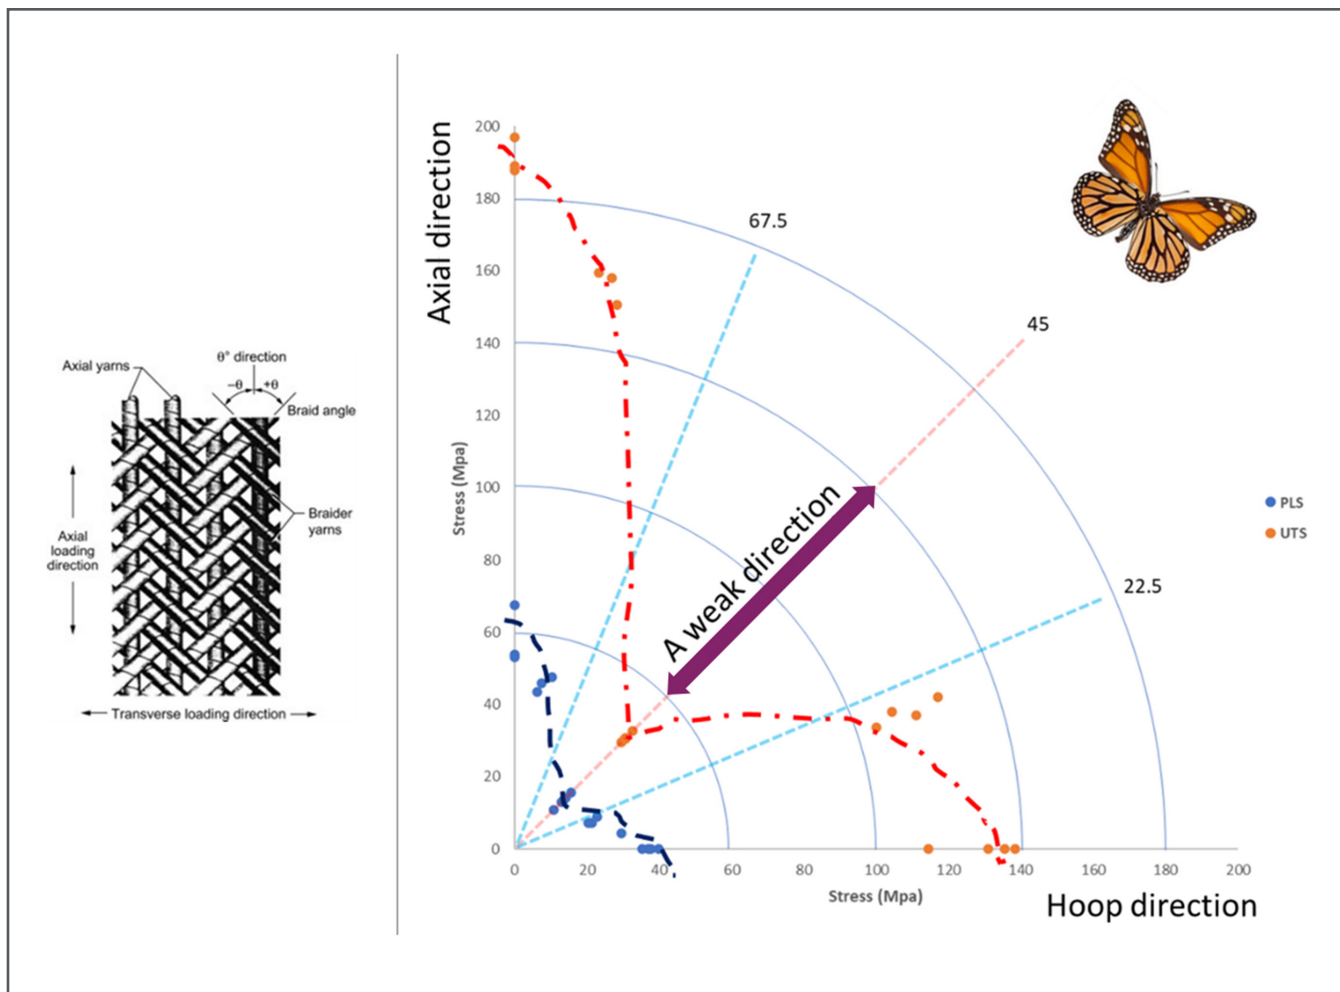 Axial yarns
θ° direction
–θ
+θ
Braid angle
Axial
loading
direction
Braider
yarns
Transverse loading direction
Axial direction
Stress (Mpa)
200
180
160
140
120
100
80
60
40
20
0
67.5
45
22.5
A weak direction
PLS
UTS
0
20
40
60
80
100
120
140
160
180
200
Stress (Mpa)
Hoop direction